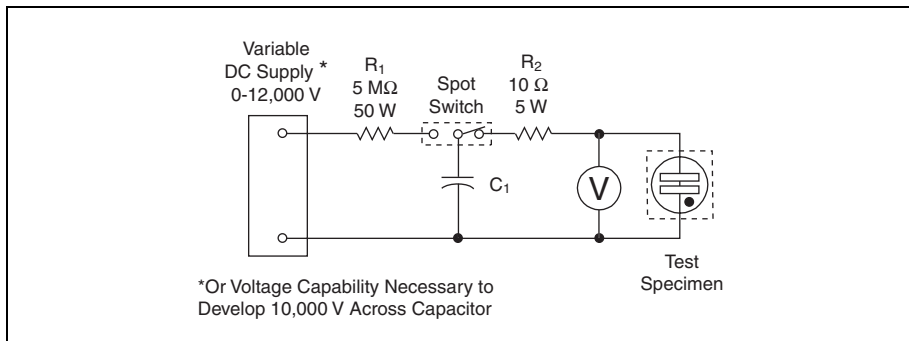 Variable
DC Supply *
0-12,000 V
R1
5 MΩ
50 W
Spot
Switch
R2
10 Ω
5 W
C1
V
Test
Specimen
*Or Voltage Capability Necessary to
Develop 10,000 V Across Capacitor